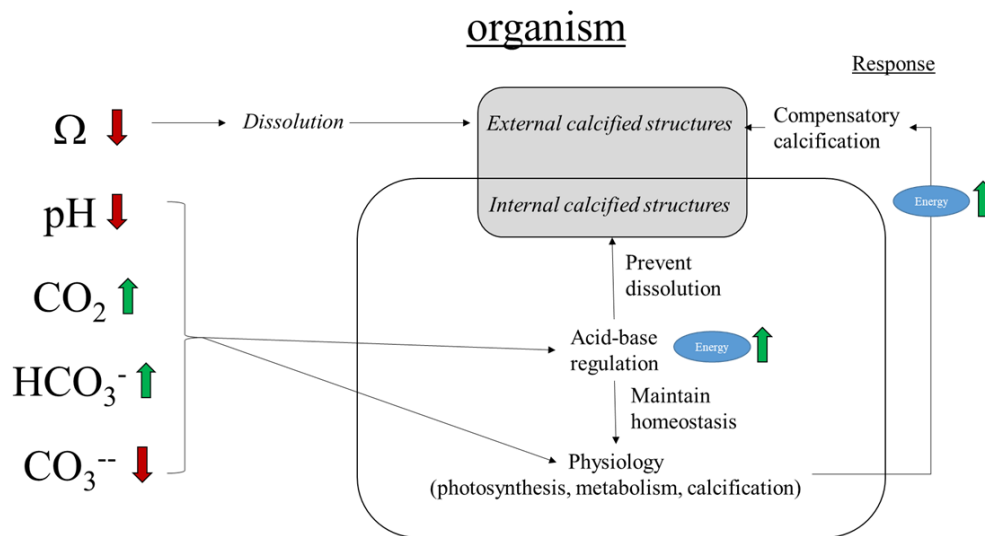 organism
Response
Ω
Dissolution
External calcified structures
Compensatory
calcification
pH
Internal calcified structures
Energy
CO₂
Prevent
dissolution
Acid-base
regulation
Energy
HCO₃⁻
Maintain
homeostasis
CO₃⁻⁻
Physiology
(photosynthesis, metabolism, calcification)